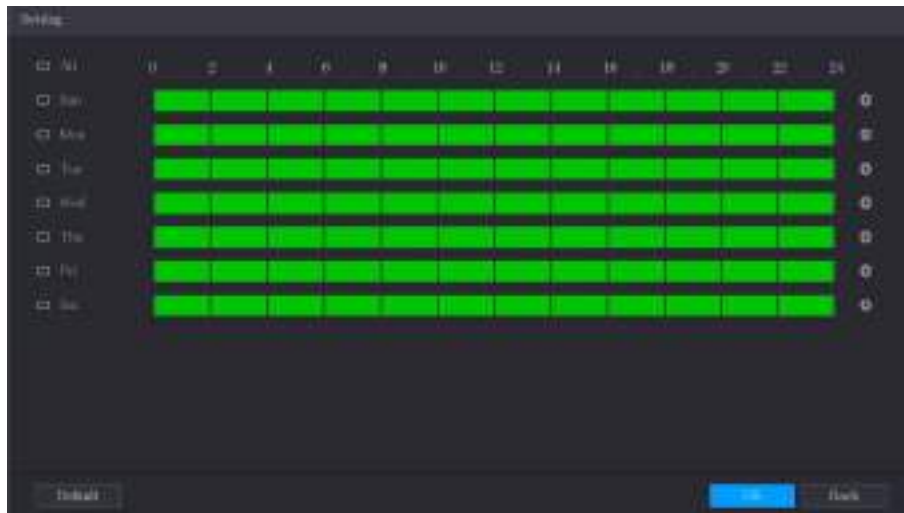 Setting
All 0 2 4 6 8 10 12 14 16 18 20 22 24
Sun
Mon
Tue
Wed
Thu
Fri
Sat
Default OK Back